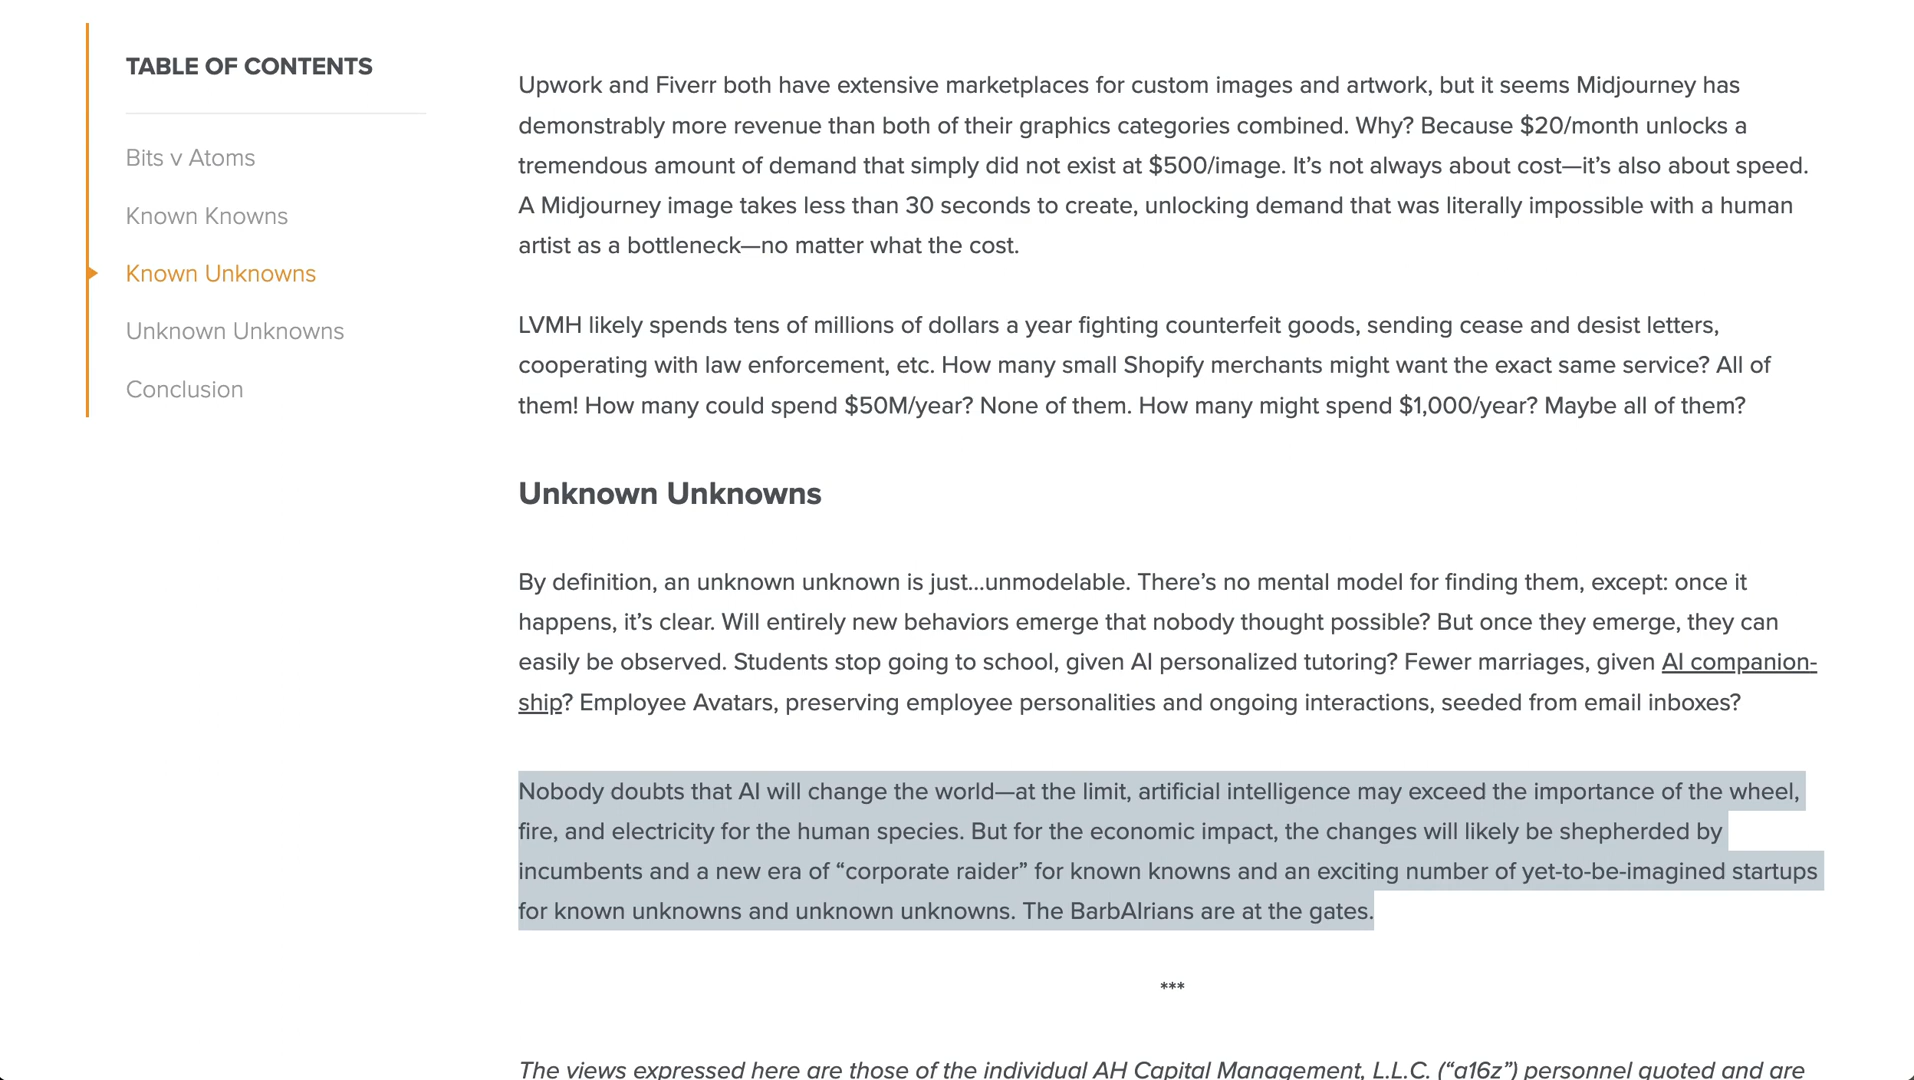 TABLE OF CONTENTS
Bits v Atoms
Known Knowns
Known Unknowns
Unknown Unknowns
Conclusion
Upwork and Fiverr both have extensive marketplaces for custom images and artwork, but it seems Midjourney has
demonstrably more revenue than both of their graphics categories combined. Why? Because $20/month unlocks a
tremendous amount of demand that simply did not exist at $500/image. It’s not always about cost—it’s also about speed.
A Midjourney image takes less than 30 seconds to create, unlocking demand that was literally impossible with a human
artist as a bottleneck—no matter what the cost.
LVMH likely spends tens of millions of dollars a year fighting counterfeit goods, sending cease and desist letters,
cooperating with law enforcement, etc. How many small Shopify merchants might want the exact same service? All of
them! How many could spend $50M/year? None of them. How many might spend $1,000/year? Maybe all of them?
Unknown Unknowns
By definition, an unknown unknown is just...unmodelable. There’s no mental model for finding them, except: once it
happens, it’s clear. Will entirely new behaviors emerge that nobody thought possible? But once they emerge, they can
easily be observed. Students stop going to school, given AI personalized tutoring? Fewer marriages, given AI companion-
ship? Employee Avatars, preserving employee personalities and ongoing interactions, seeded from email inboxes?
Nobody doubts that AI will change the world—at the limit, artificial intelligence may exceed the importance of the wheel,
fire, and electricity for the human species. But for the economic impact, the changes will likely be shepherded by
incumbents and a new era of “corporate raider” for known knowns and an exciting number of yet-to-be-imagined startups
for known unknowns and unknown unknowns. The BarbAIrians are at the gates.
***
The views expressed here are those of the individual AH Capital Management, L.L.C. (“a16z”) personnel quoted and are